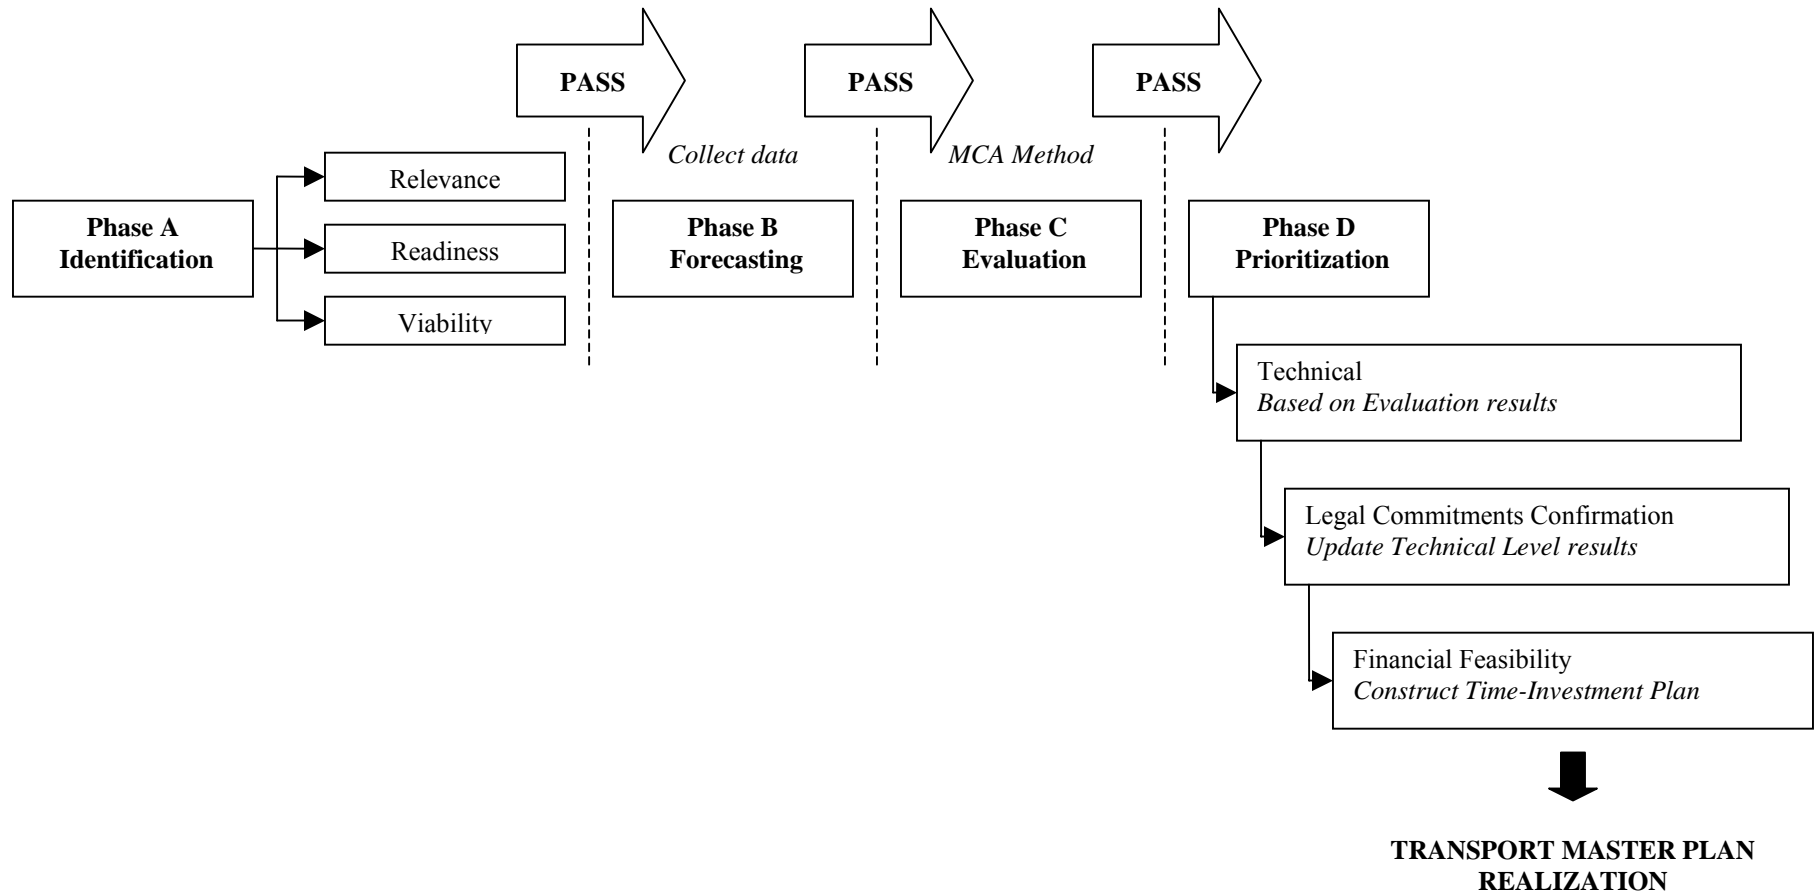 PASS
PASS
PASS
Collect data
MCA Method
Relevance
Readiness
Viability
Phase A
Identification
Phase B
Forecasting
Phase C
Evaluation
Phase D
Prioritization
Technical
Based on Evaluation results
Legal Commitments Confirmation
Update Technical Level results
Financial Feasibility
Construct Time-Investment Plan
TRANSPORT MASTER PLAN
REALIZATION